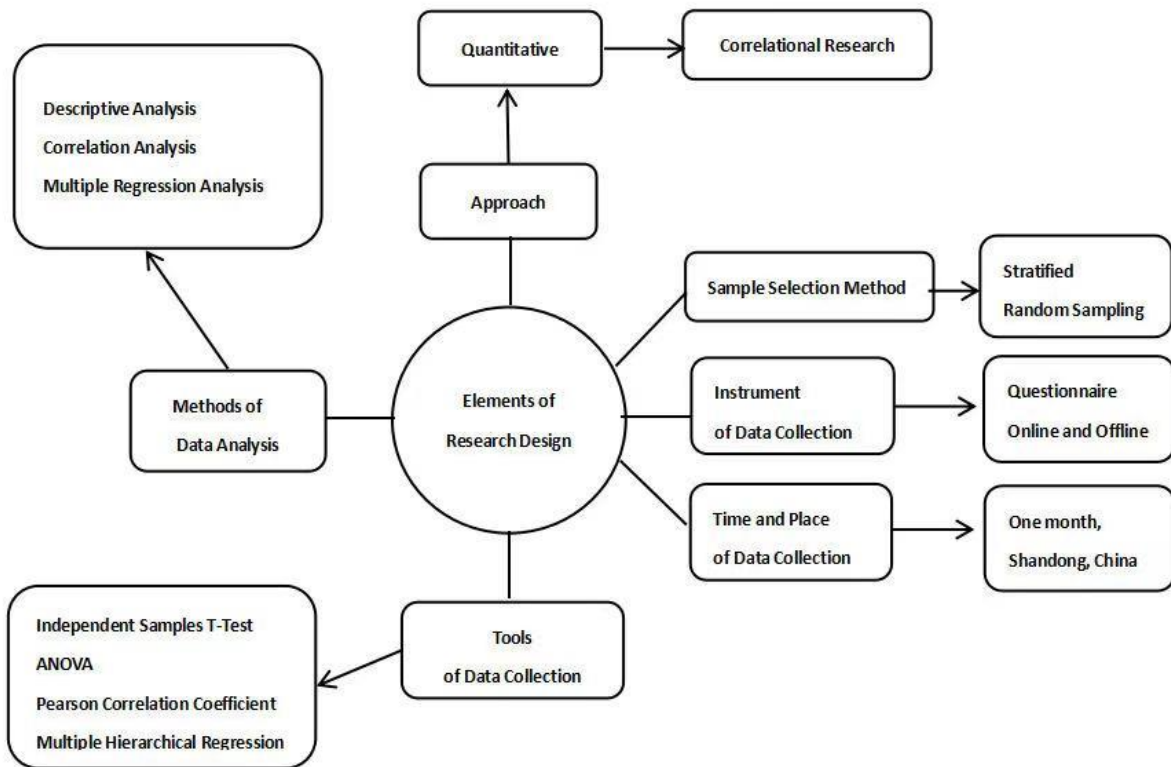 Quantitative
Correlational Research
Descriptive Analysis
Correlation Analysis
Multiple Regression Analysis
Approach
Sample Selection Method
Stratified
Random Sampling
Methods of
Data Analysis
Elements of
Research Design
Instrument
of Data Collection
Questionnaire
Online and Offline
Time and Place
of Data Collection
One month,
Shandong, China
Independent Samples T-Test
ANOVA
Pearson Correlation Coefficient
Multiple Hierarchical Regression
Tools
of Data Collection